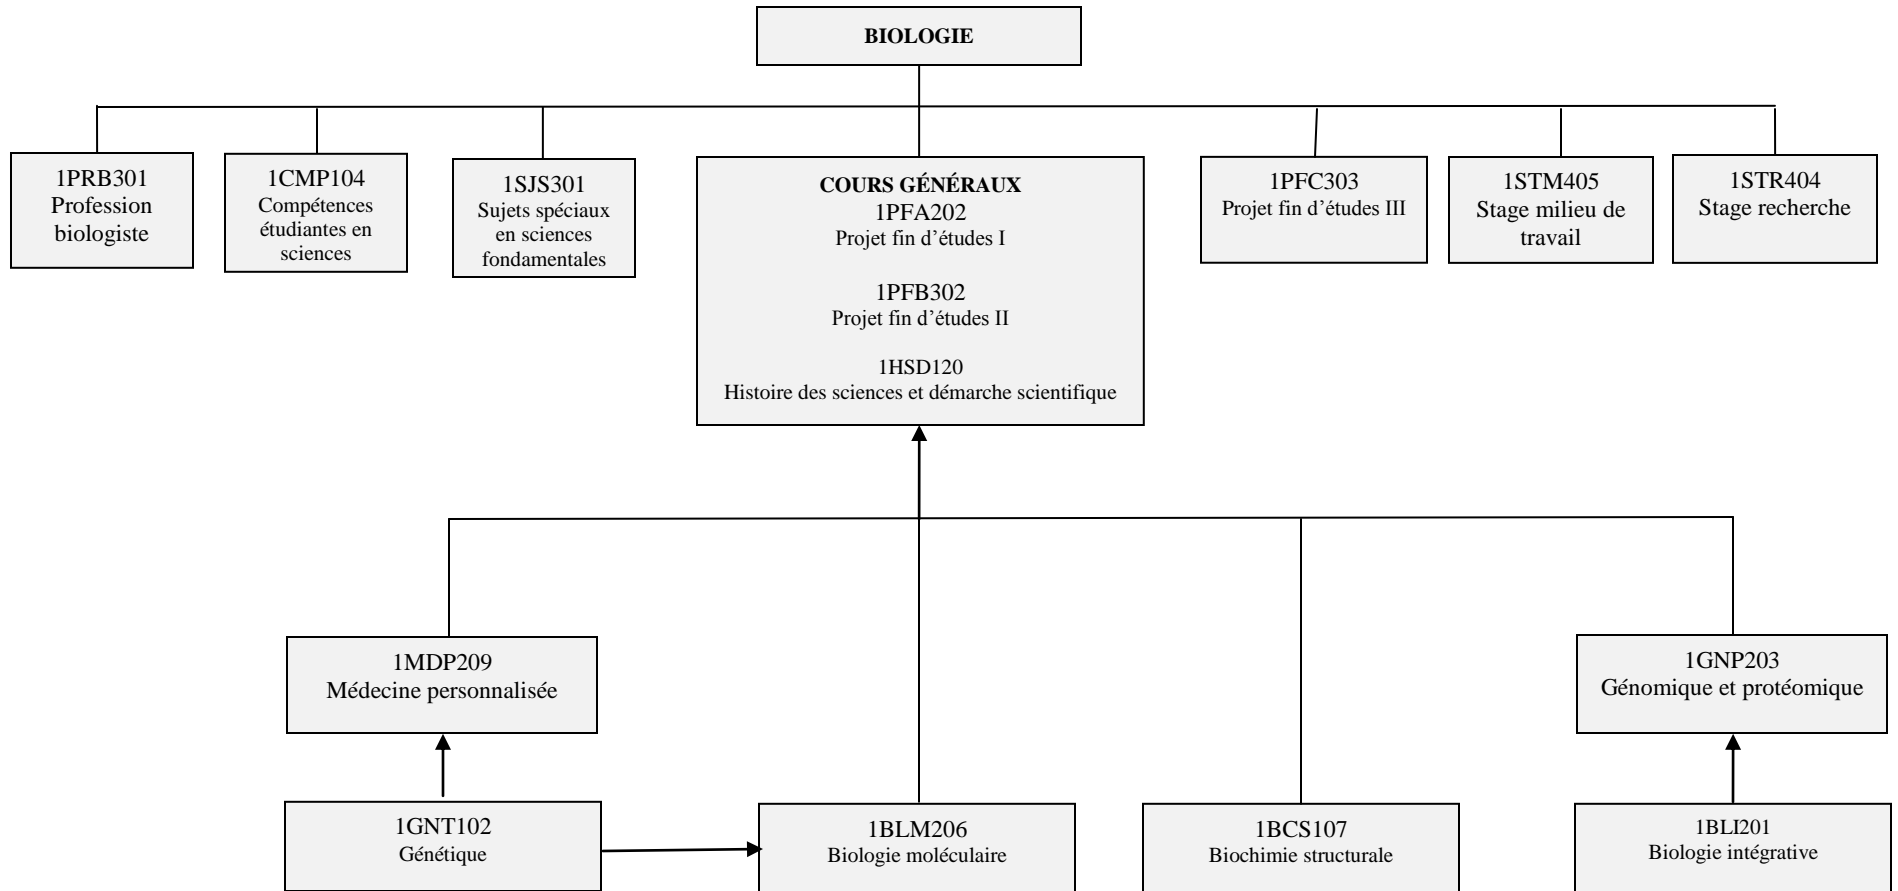 BIOLOGIE
1PRB301
Profession
biologiste
1CMP104
Compétences
étudiantes en
sciences
1SJS301
Sujets spéciaux
en sciences
fondamentales
COURS GÉNÉRAUX
1PFA202
Projet fin d’études I
1PFB302
Projet fin d’études II
1HSD120
Histoire des sciences et démarche scientifique
1PFC303
Projet fin d’études III
1STM405
Stage milieu de
travail
1STR404
Stage recherche
1MDP209
Médecine personnalisée
1GNP203
Génomique et protéomique
1GNT102
Génétique
1BLM206
Biologie moléculaire
1BCS107
Biochimie structurale
1BLI201
Biologie intégrative